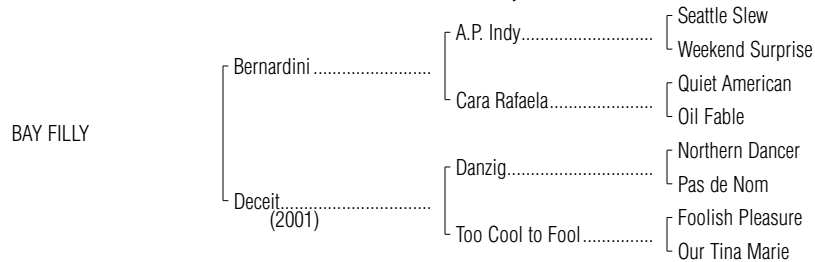 Seattle Slew
A.P. Indy
Weekend Surprise
Bernardini
Quiet American
Cara Rafaela
Oil Fable
BAY FILLY
Northern Dancer
Danzig
Pas de Nom
Deceit
(2001)
Foolish Pleasure
Too Cool to Fool
Our Tina Marie